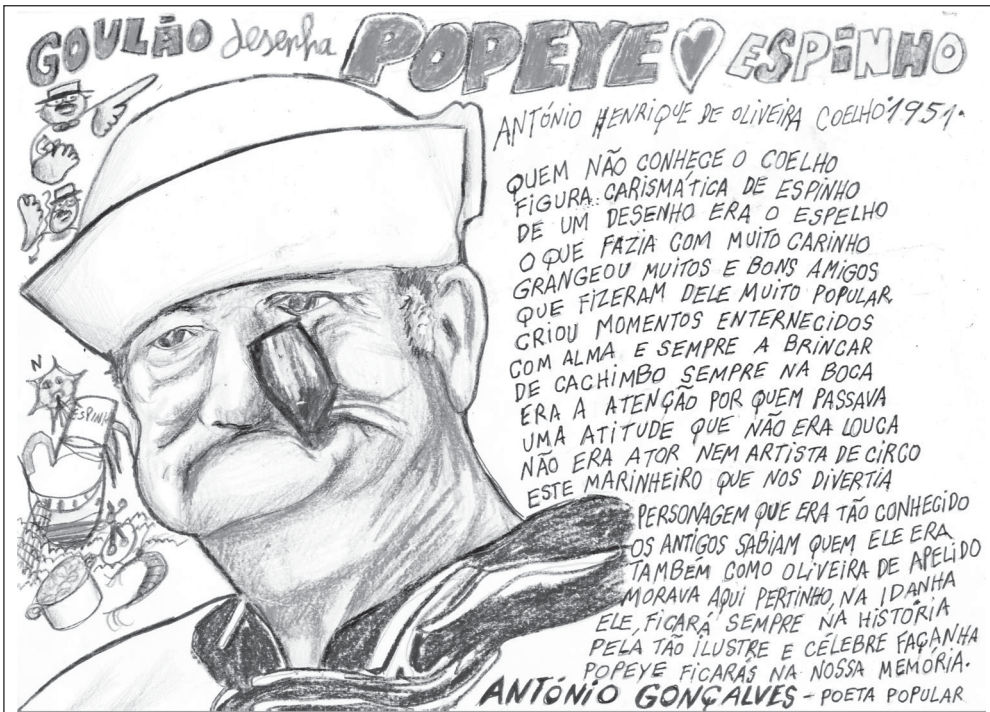 GOULÃO desenha POPEYE ESPINHO
ANTÓNIO HENRIQUE DE OLIVEIRA COELHO·1951·
QUEM NÃO CONHECE O COELHO
FIGURA CARISMÁTICA DE ESPINHO
DE UM DESENHO ERA O ESPELHO
O QUE FAZIA COM MUITO CARINHO
GRANGEOU MUITOS E BONS AMIGOS
QUE FIZERAM DELE MUITO POPULAR
CRIOU MOMENTOS ENTERNECIDOS
COM ALMA E SEMPRE A BRINCAR
DE CACHIMBO SEMPRE NA BOCA
ERA A ATENÇÃO POR QUEM PASSAVA
UMA ATITUDE QUE NÃO ERA LOUCA
NÃO ERA ATOR NEM ARTISTA DE CIRCO
ESTE MARINHEIRO QUE NOS DIVERTIA
PERSONAGEM QUE ERA TÃO CONHECIDO
OS ANTIGOS SABIAM QUEM ELE ERA
TAMBÉM COMO OLIVEIRA DE APELIDO
MORAVA AQUI PERTINHO, NA IDANHA
ELE, FICARÁ SEMPRE NA HISTÓRIA
PELA TÃO ILUSTRE E CÉLEBRE FAÇANHA
POPEYE FICARÁS NA NOSSA MEMÓRIA.
ANTÓNIO GONÇALVES - POETA POPULAR
N
ESPINH